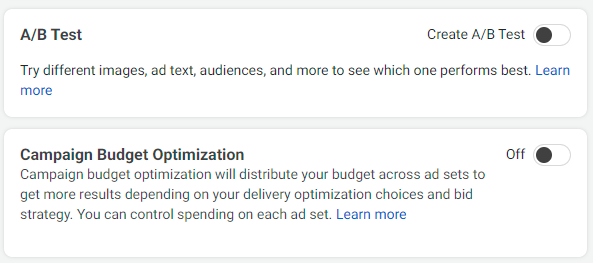 A/B Test
Create A/B Test
Try different images, ad text, audiences, and more to see which one performs best. Learn
more
Campaign Budget Optimization
Off
Campaign budget optimization will distribute your budget across ad sets to
get more results depending on your delivery optimization choices and bid
strategy. You can control spending on each ad set. Learn more